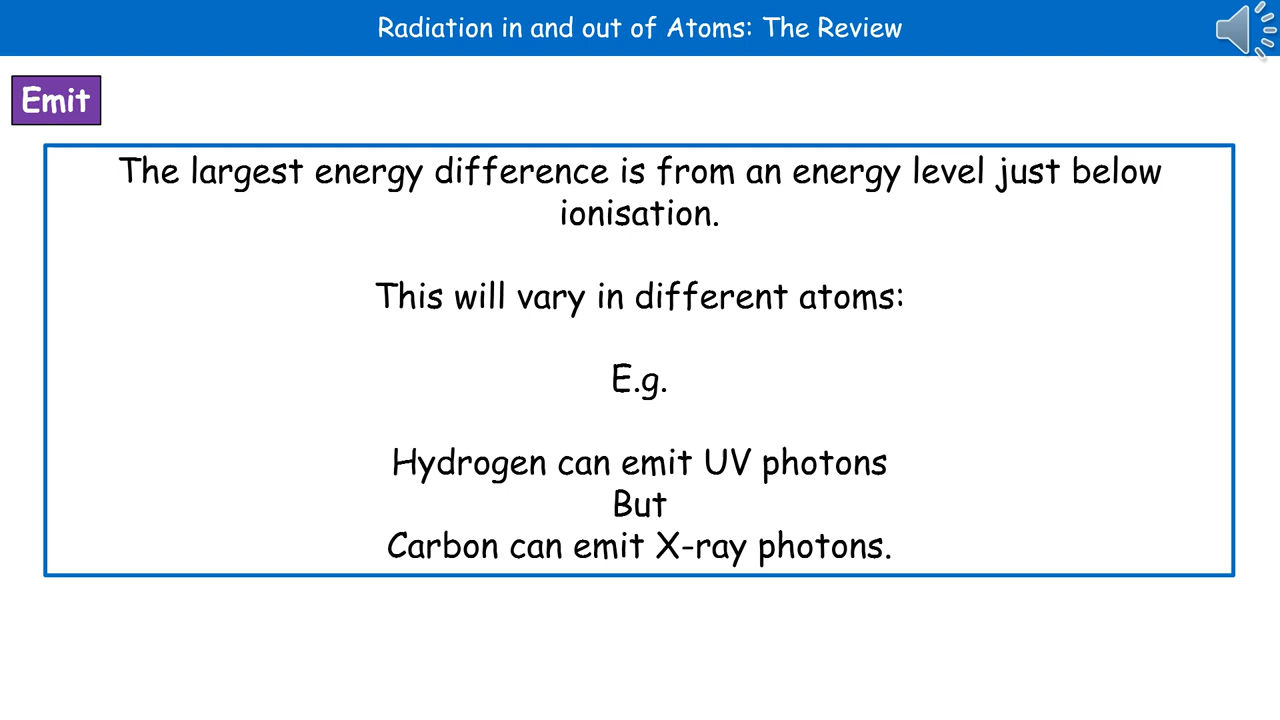 Radiation in and out of Atoms: The Review
Emit
The largest energy difference is from an energy level just below
ionisation.
This will vary in different atoms:
E.g.
Hydrogen can emit UV photons
But
Carbon can emit X-ray photons.